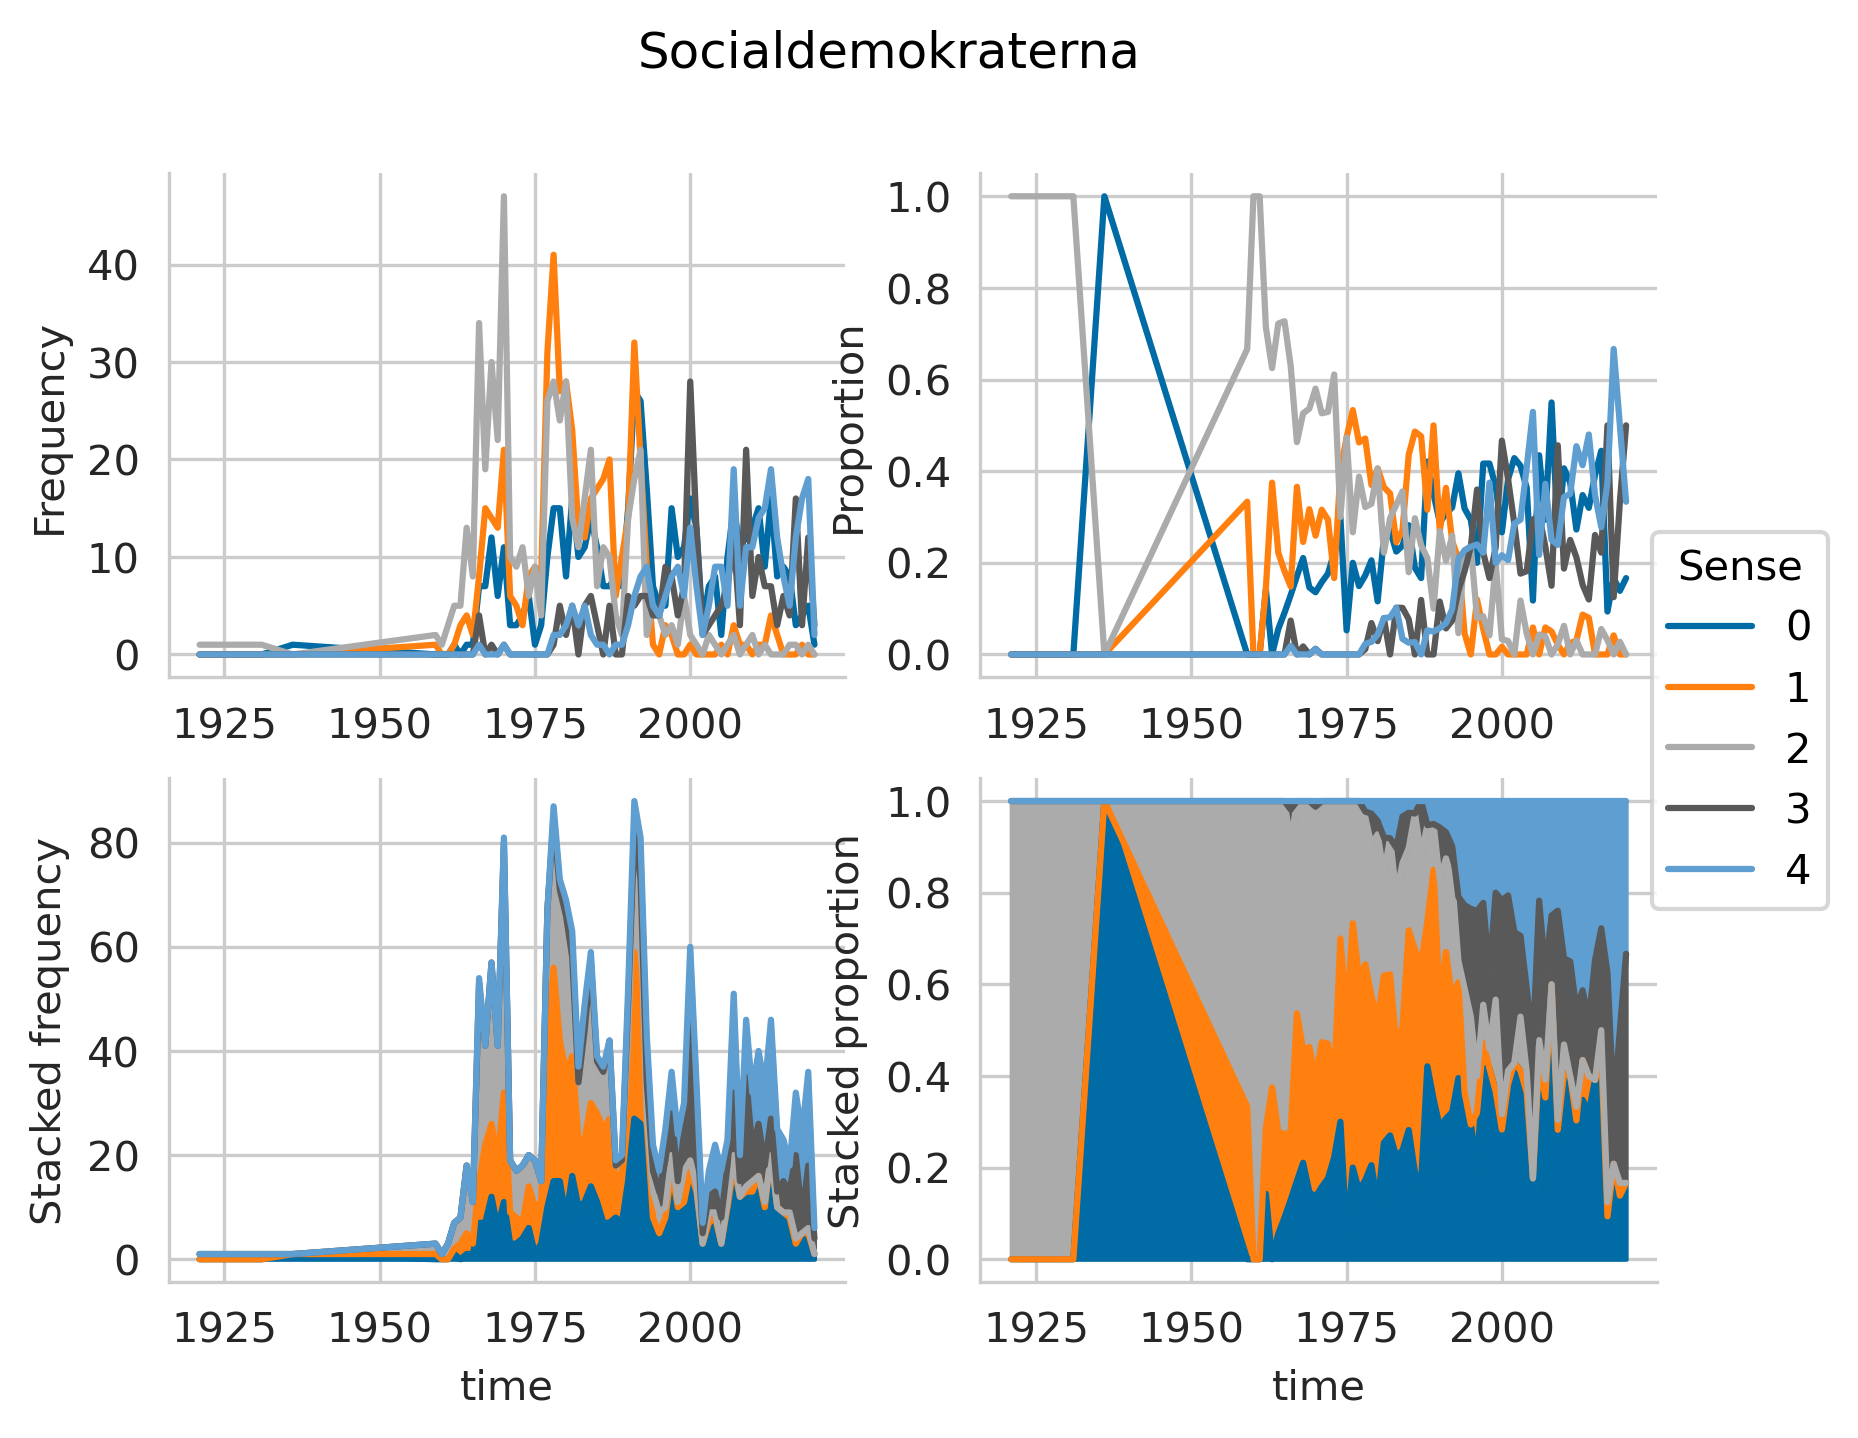 Socialdemokraterna
Frequency
40
30
20
10
0
1925 1950 1975 2000
Proportion
1.0
0.8
0.6
0.4
0.2
0.0
1925 1950 1975 2000
Stacked frequency
80
60
40
20
0
1925 1950 1975 2000
time
Stacked proportion
1.0
0.8
0.6
0.4
0.2
0.0
1925 1950 1975 2000
time
Sense
0
1
2
3
4